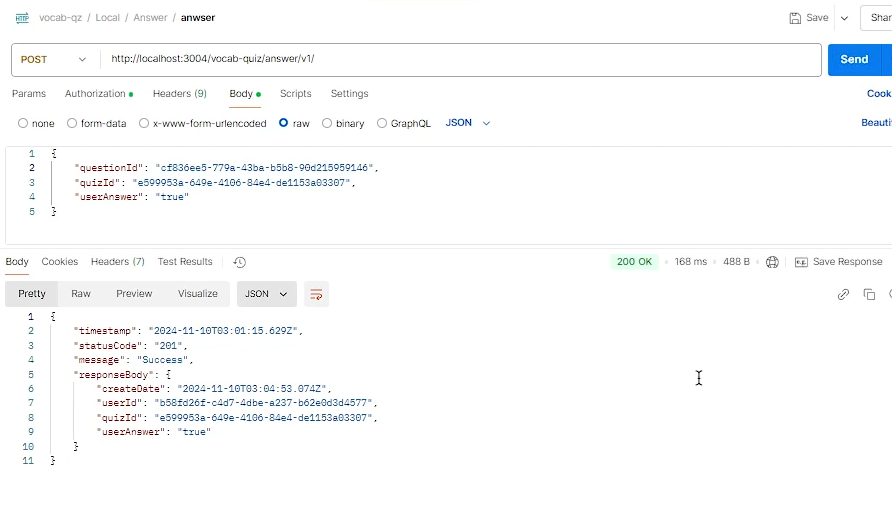 HTTP vocab-qz / Local / Answer / anwser Save Shar
POST http://localhost:3004/vocab-quiz/answer/v1/ Send
Params Authorization Headers (9) Body Scripts Settings Cook
none form-data x-www-form-urlencoded raw binary GraphQL JSON Beauti
1 {
2 "questionId": "cf836ee5-779a-43ba-b5b8-90d215959146",
3 "quizId": "e599953a-649e-4106-84e4-de1153a03307",
4 "userAnswer": "true"
5 }
Body Cookies Headers (7) Test Results 200 OK 168 ms 488 B e.g. Save Response
Pretty Raw Preview Visualize JSON
1 {
2 "timestamp": "2024-11-10T03:01:15.629Z",
3 "statusCode": "201",
4 "message": "Success",
5 "responseBody": {
6 "createDate": "2024-11-10T03:04:53.074Z",
7 "userId": "b58fd26f-c4d7-4dbe-a237-b62e0d3d4577",
8 "quizId": "e599953a-649e-4106-84e4-de1153a03307",
9 "userAnswer": "true"
10 }
11 }